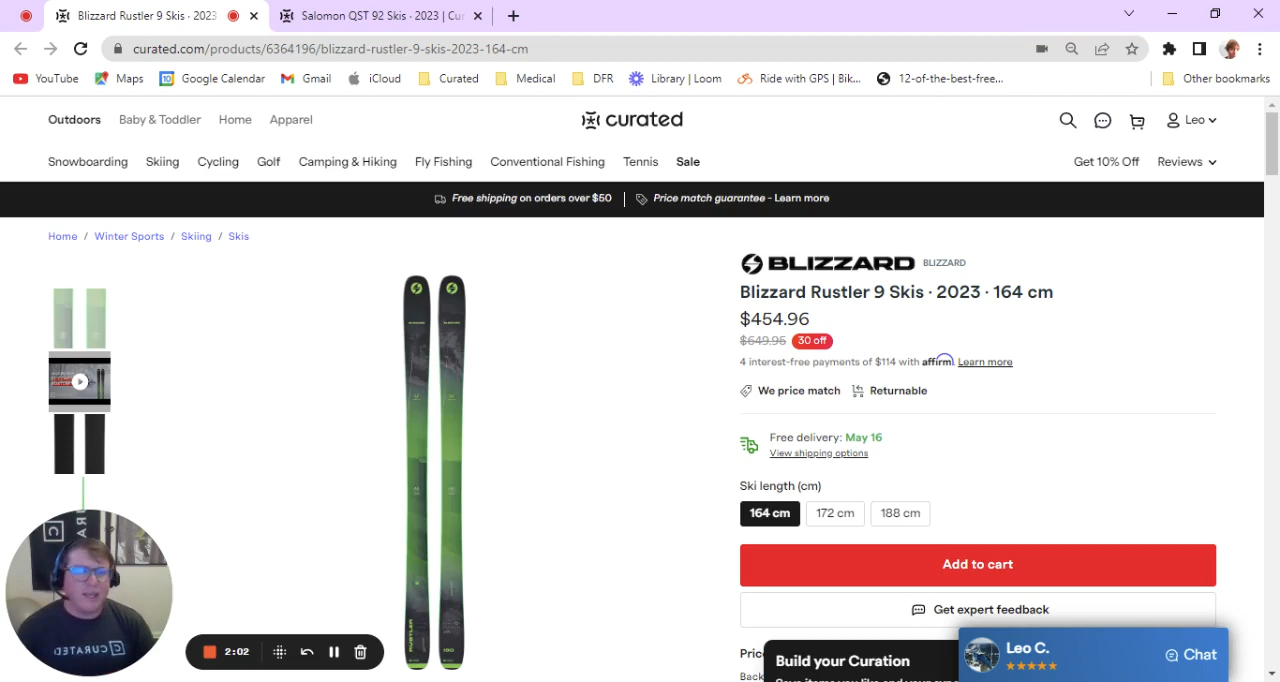 Blizzard Rustler 9 Skis · 2023
Salomon QST 92 Skis · 2023 | Cur
curated.com/products/6364196/blizzard-rustler-9-skis-2023-164-cm
YouTube Maps 10 Google Calendar Gmail iCloud Curated Medical DFR Library | Loom Ride with GPS | Bik... 12-of-the-best-free... Other bookmarks
Outdoors Baby & Toddler Home Apparel
curated
Leo
Snowboarding Skiing Cycling Golf Camping & Hiking Fly Fishing Conventional Fishing Tennis Sale
Get 10% Off Reviews
Free shipping on orders over $50 | Price match guarantee - Learn more
Home / Winter Sports / Skiing / Skis
BLIZZARD BLIZZARD
Blizzard Rustler 9 Skis · 2023 · 164 cm
$454.96
$649.95 30 off
4 interest-free payments of $114 with affirm. Learn more
We price match Returnable
Free delivery: May 16
View shipping options
Ski length (cm)
164 cm 172 cm 188 cm
Add to cart
Get expert feedback
RUSTLER
180
CURATED
2:02
Build your Curation
Leo C.
Chat